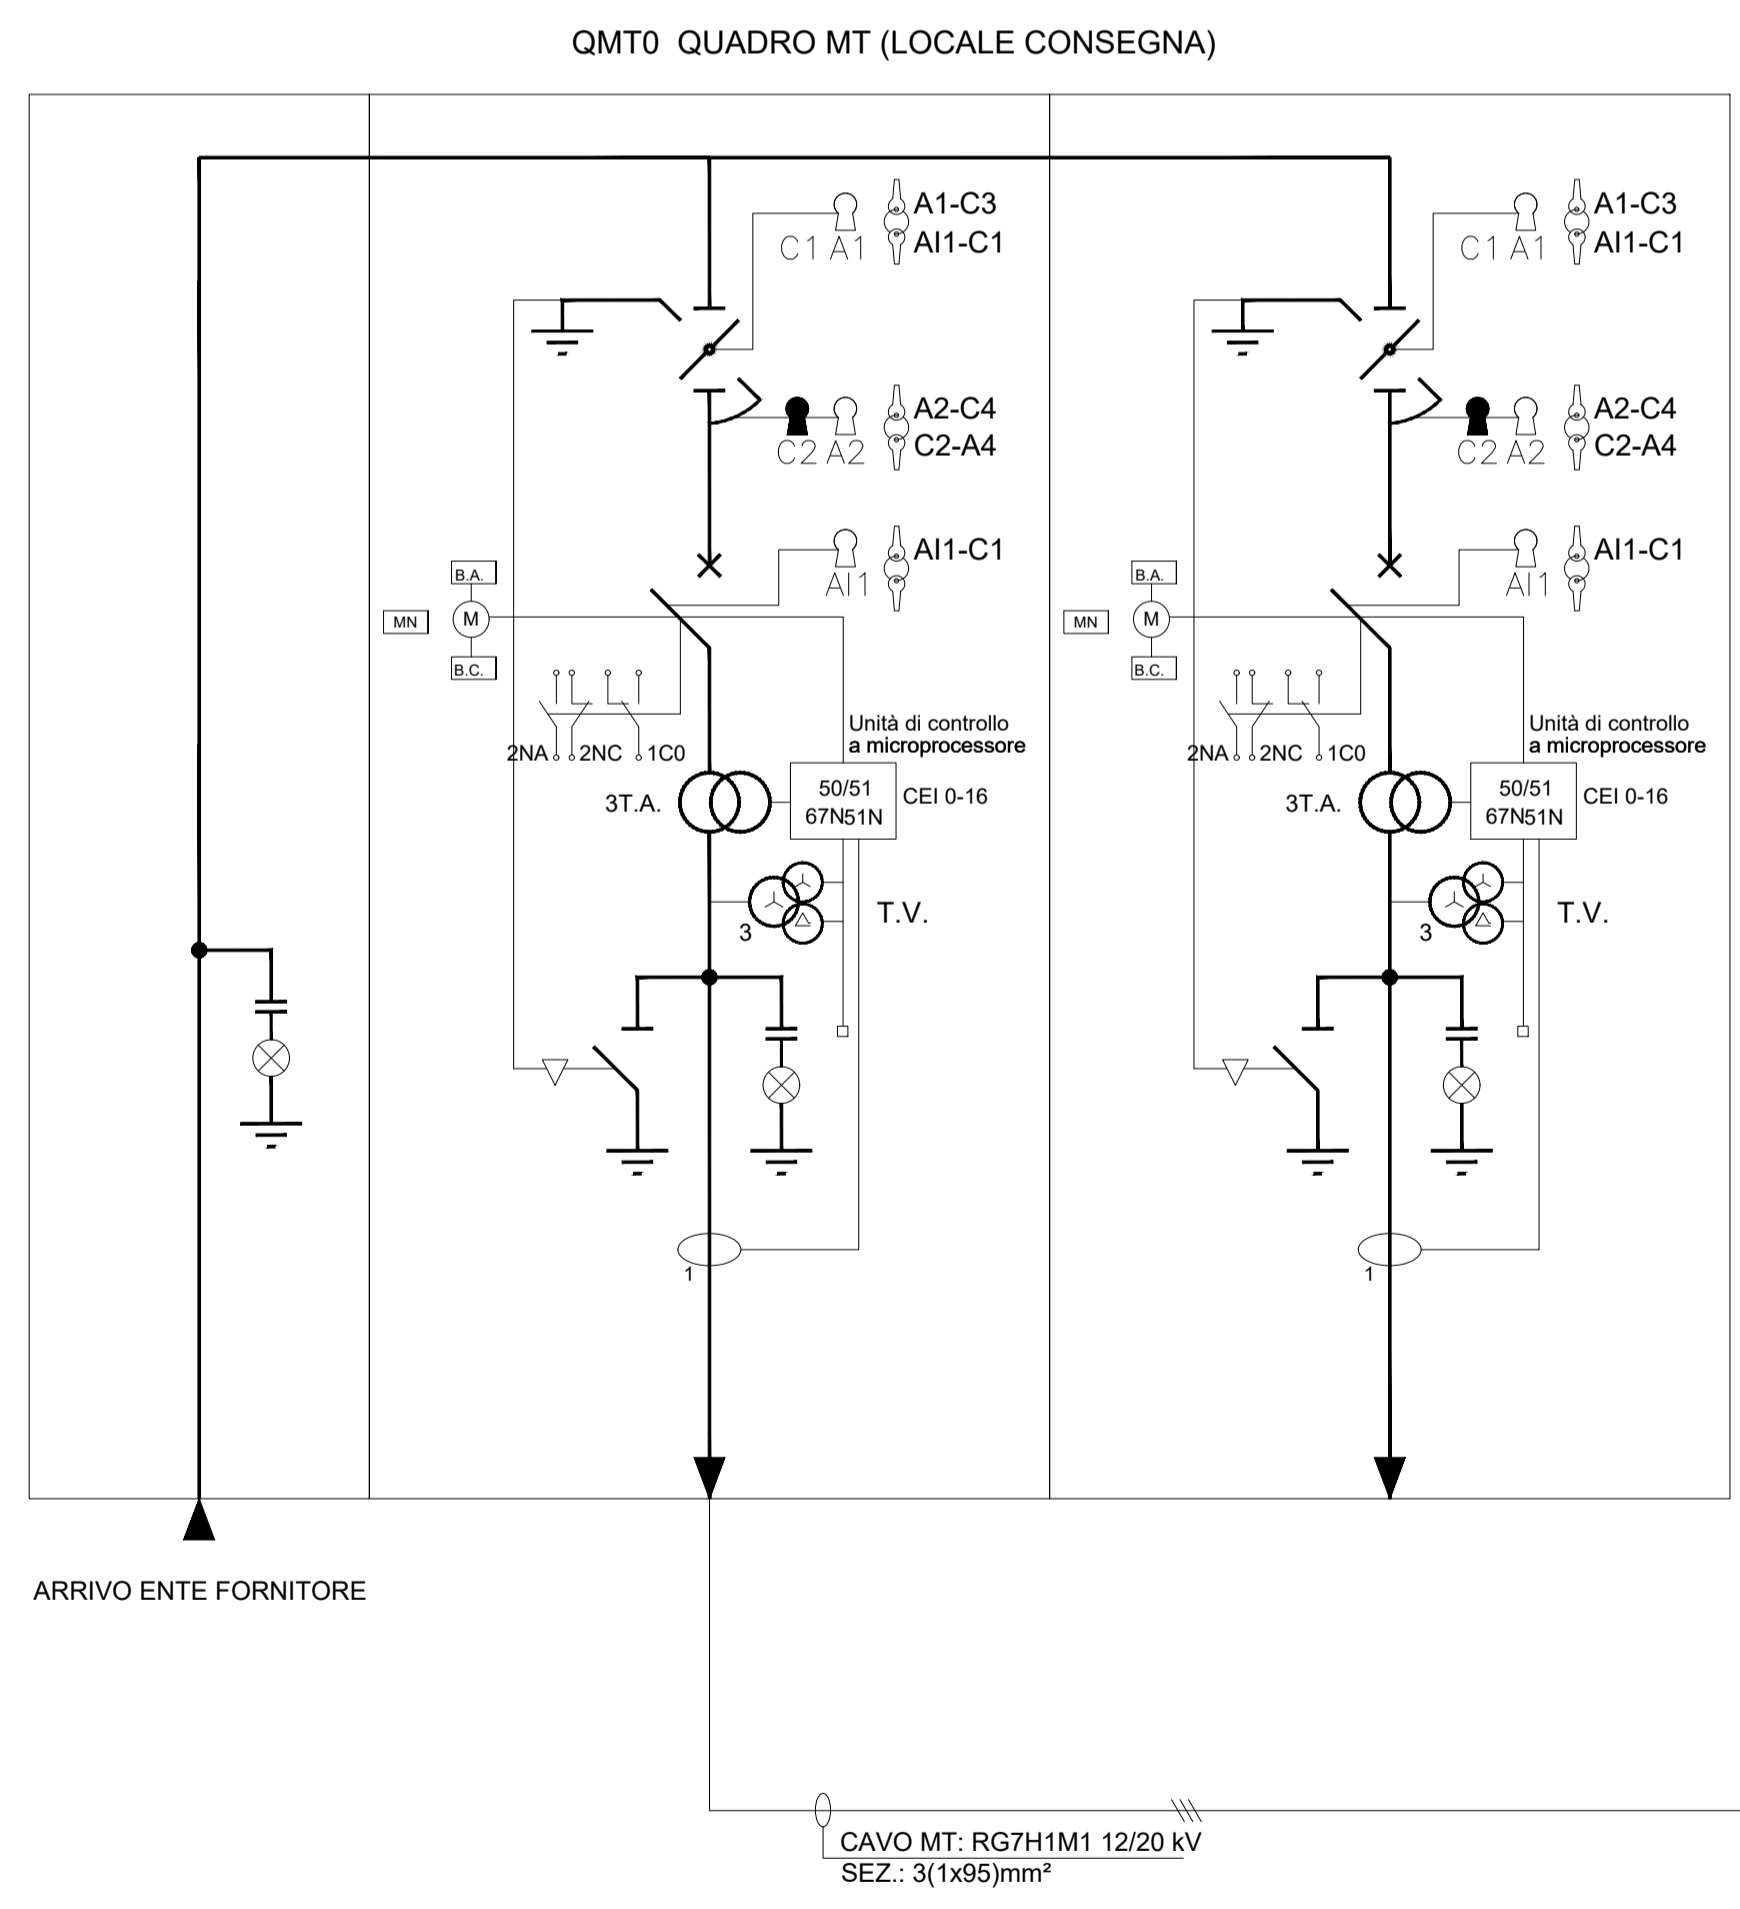 QMT0 QUADRO MT (LOCALE CONSEGNA)
C1 A1
A1-C3
AI1-C1
C2 A2
A2-C4
C2-A4
AI1
AI1-C1
B.A.
MN
M
B.C.
2NA
2NC
1C0
Unità di controllo
a microprocessore
3T.A.
50/51
67N51N
CEI 0-16
3
T.V.
1
C1 A1
A1-C3
AI1-C1
C2 A2
A2-C4
C2-A4
AI1
AI1-C1
B.A.
MN
M
B.C.
2NA
2NC
1C0
Unità di controllo
a microprocessore
3T.A.
50/51
67N51N
CEI 0-16
3
T.V.
1
ARRIVO ENTE FORNITORE
CAVO MT: RG7H1M1 12/20 kV
SEZ.: 3(1x95)mm²